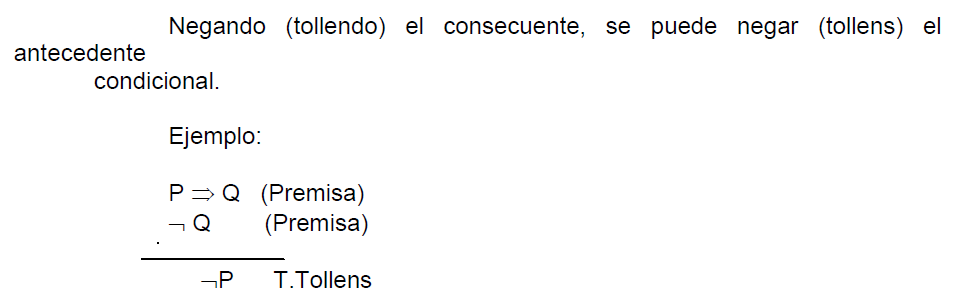 Negando (tollendo) el consecuente, se puede negar (tollens) el
antecedente
condicional.
Ejemplo:
P ⇒ Q (Premisa)
¬ Q (Premisa)
.
¬P T.Tollens